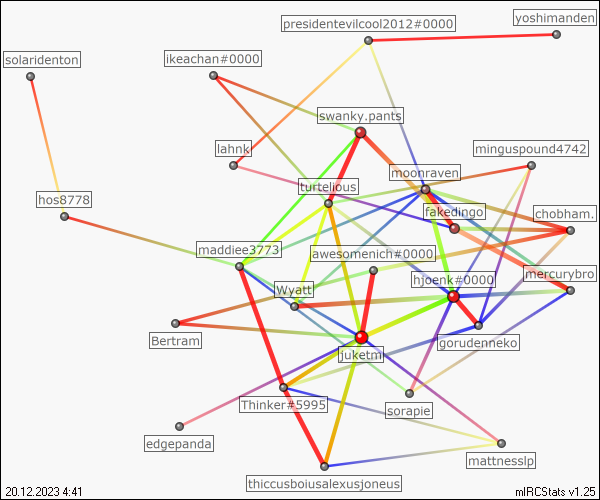 presidentevilcool2012#0000
yoshimanden
solaridenton
ikeachan#0000
swanky.pants
lahnk
minguspound4742
moonraven
turtelious
hos8778
fakedingo
chobham.
maddiee3773
awesomenich#0000
hjoenk#0000
mercurybro
Wyatt
Bertram
gorudenneko
juketm
Thinker#5995
sorapie
edgepanda
mattnesslp
thiccusboiusalexusjoneus
20.12.2023 4:41
mIRCStats v1.25